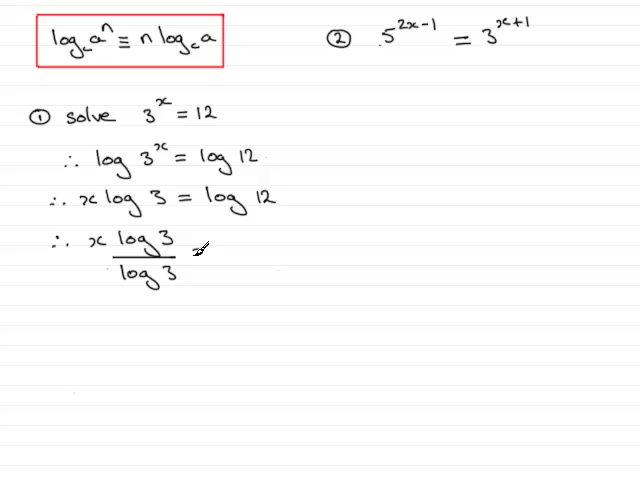 log_c a^n ≡ n log_c a
① solve 3^x = 12
∴ log 3^x = log 12
∴ x log 3 = log 12
∴ x log 3 / log 3 =
② 5^(2x-1) = 3^(x+1)